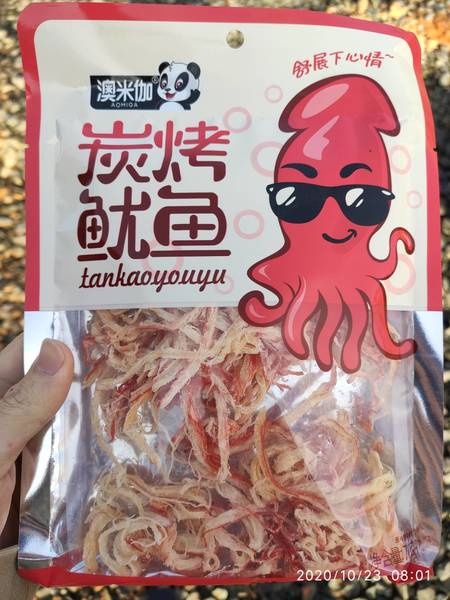 舒展下心情~
澳米伽®
AOMIGA
炭烤
鱿鱼
tankaoyouyu
2020/10/23 08:01